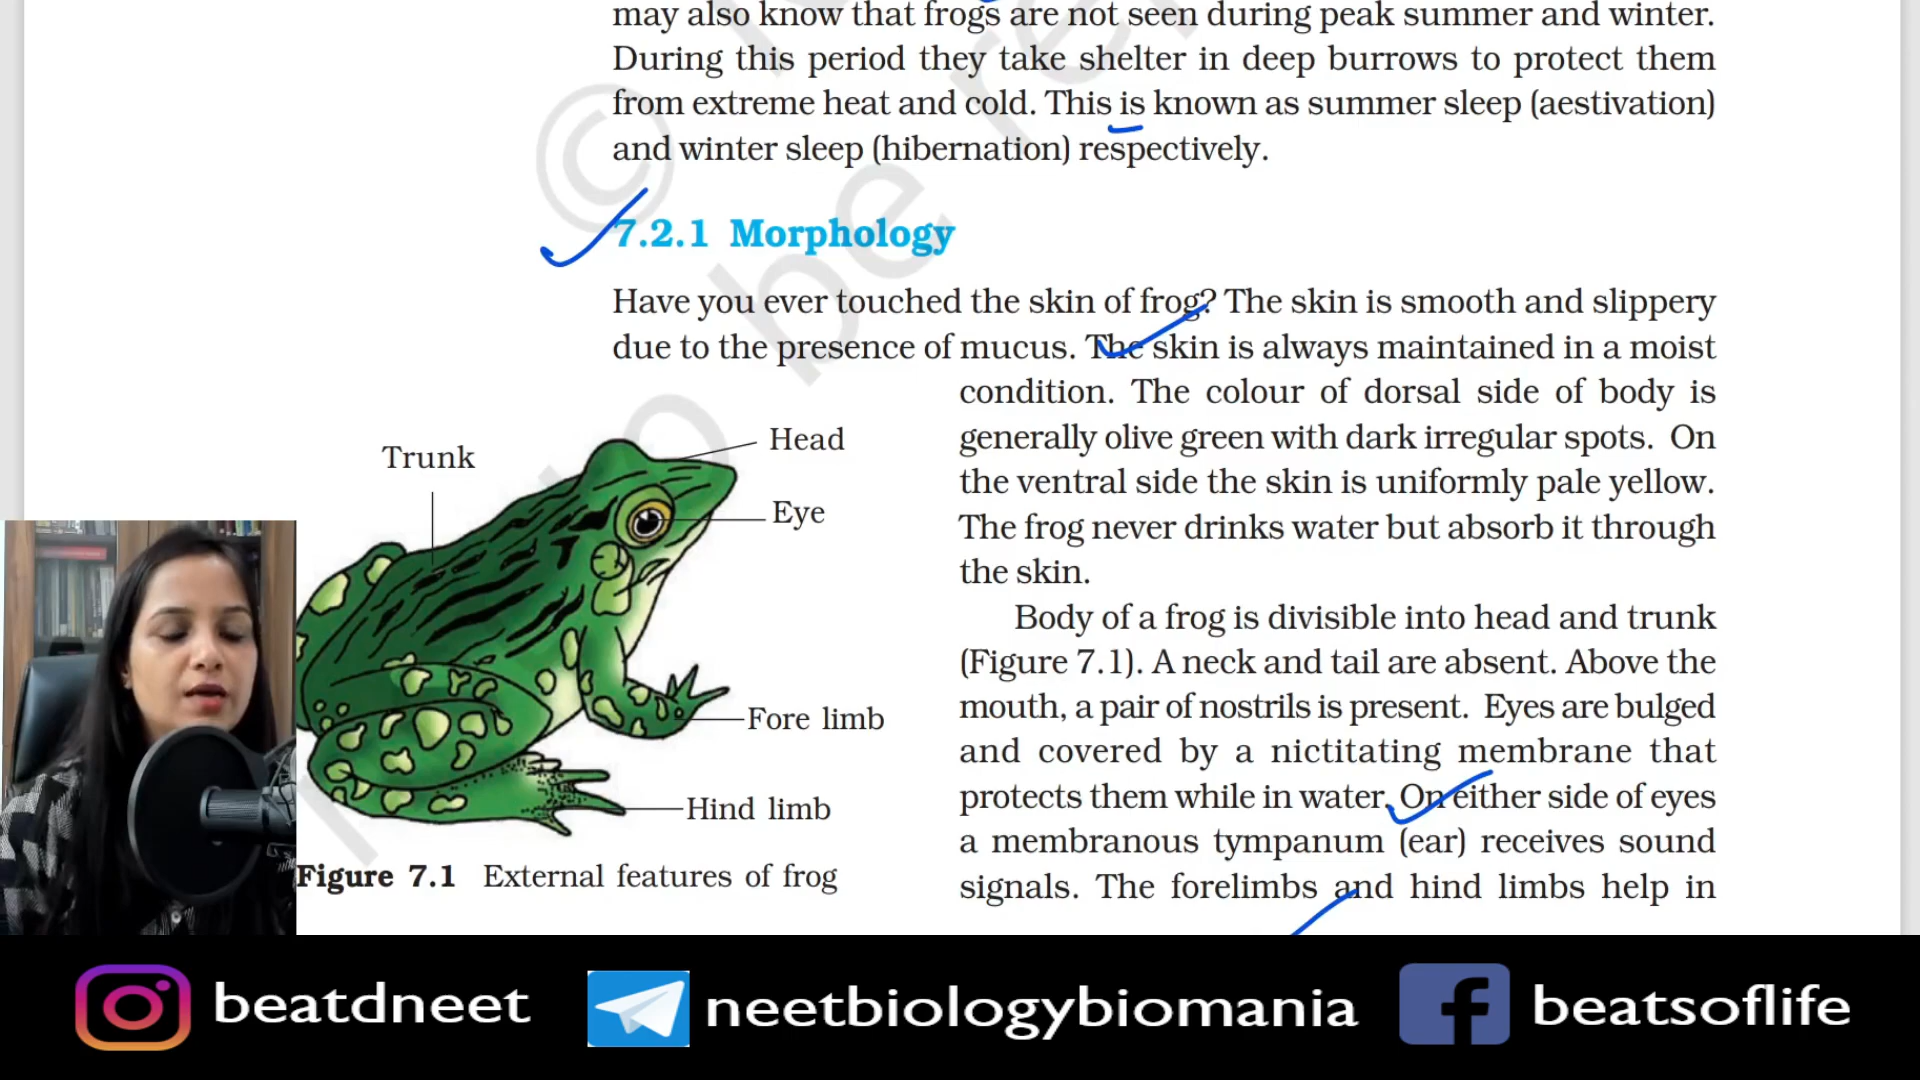 may also know that frogs are not seen during peak summer and winter.
During this period they take shelter in deep burrows to protect them
from extreme heat and cold. This is known as summer sleep (aestivation)
and winter sleep (hibernation) respectively.
7.2.1 Morphology
Have you ever touched the skin of frog? The skin is smooth and slippery
due to the presence of mucus. The skin is always maintained in a moist
condition. The colour of dorsal side of body is
generally olive green with dark irregular spots. On
the ventral side the skin is uniformly pale yellow.
The frog never drinks water but absorb it through
the skin.
Body of a frog is divisible into head and trunk
(Figure 7.1). A neck and tail are absent. Above the
mouth, a pair of nostrils is present. Eyes are bulged
and covered by a nictitating membrane that
protects them while in water. On either side of eyes
a membranous tympanum (ear) receives sound
signals. The forelimbs and hind limbs help in
Trunk
Head
Eye
Fore limb
Hind limb
Figure 7.1 External features of frog
beatdneet
neetbiologybiomania
beatsoflife